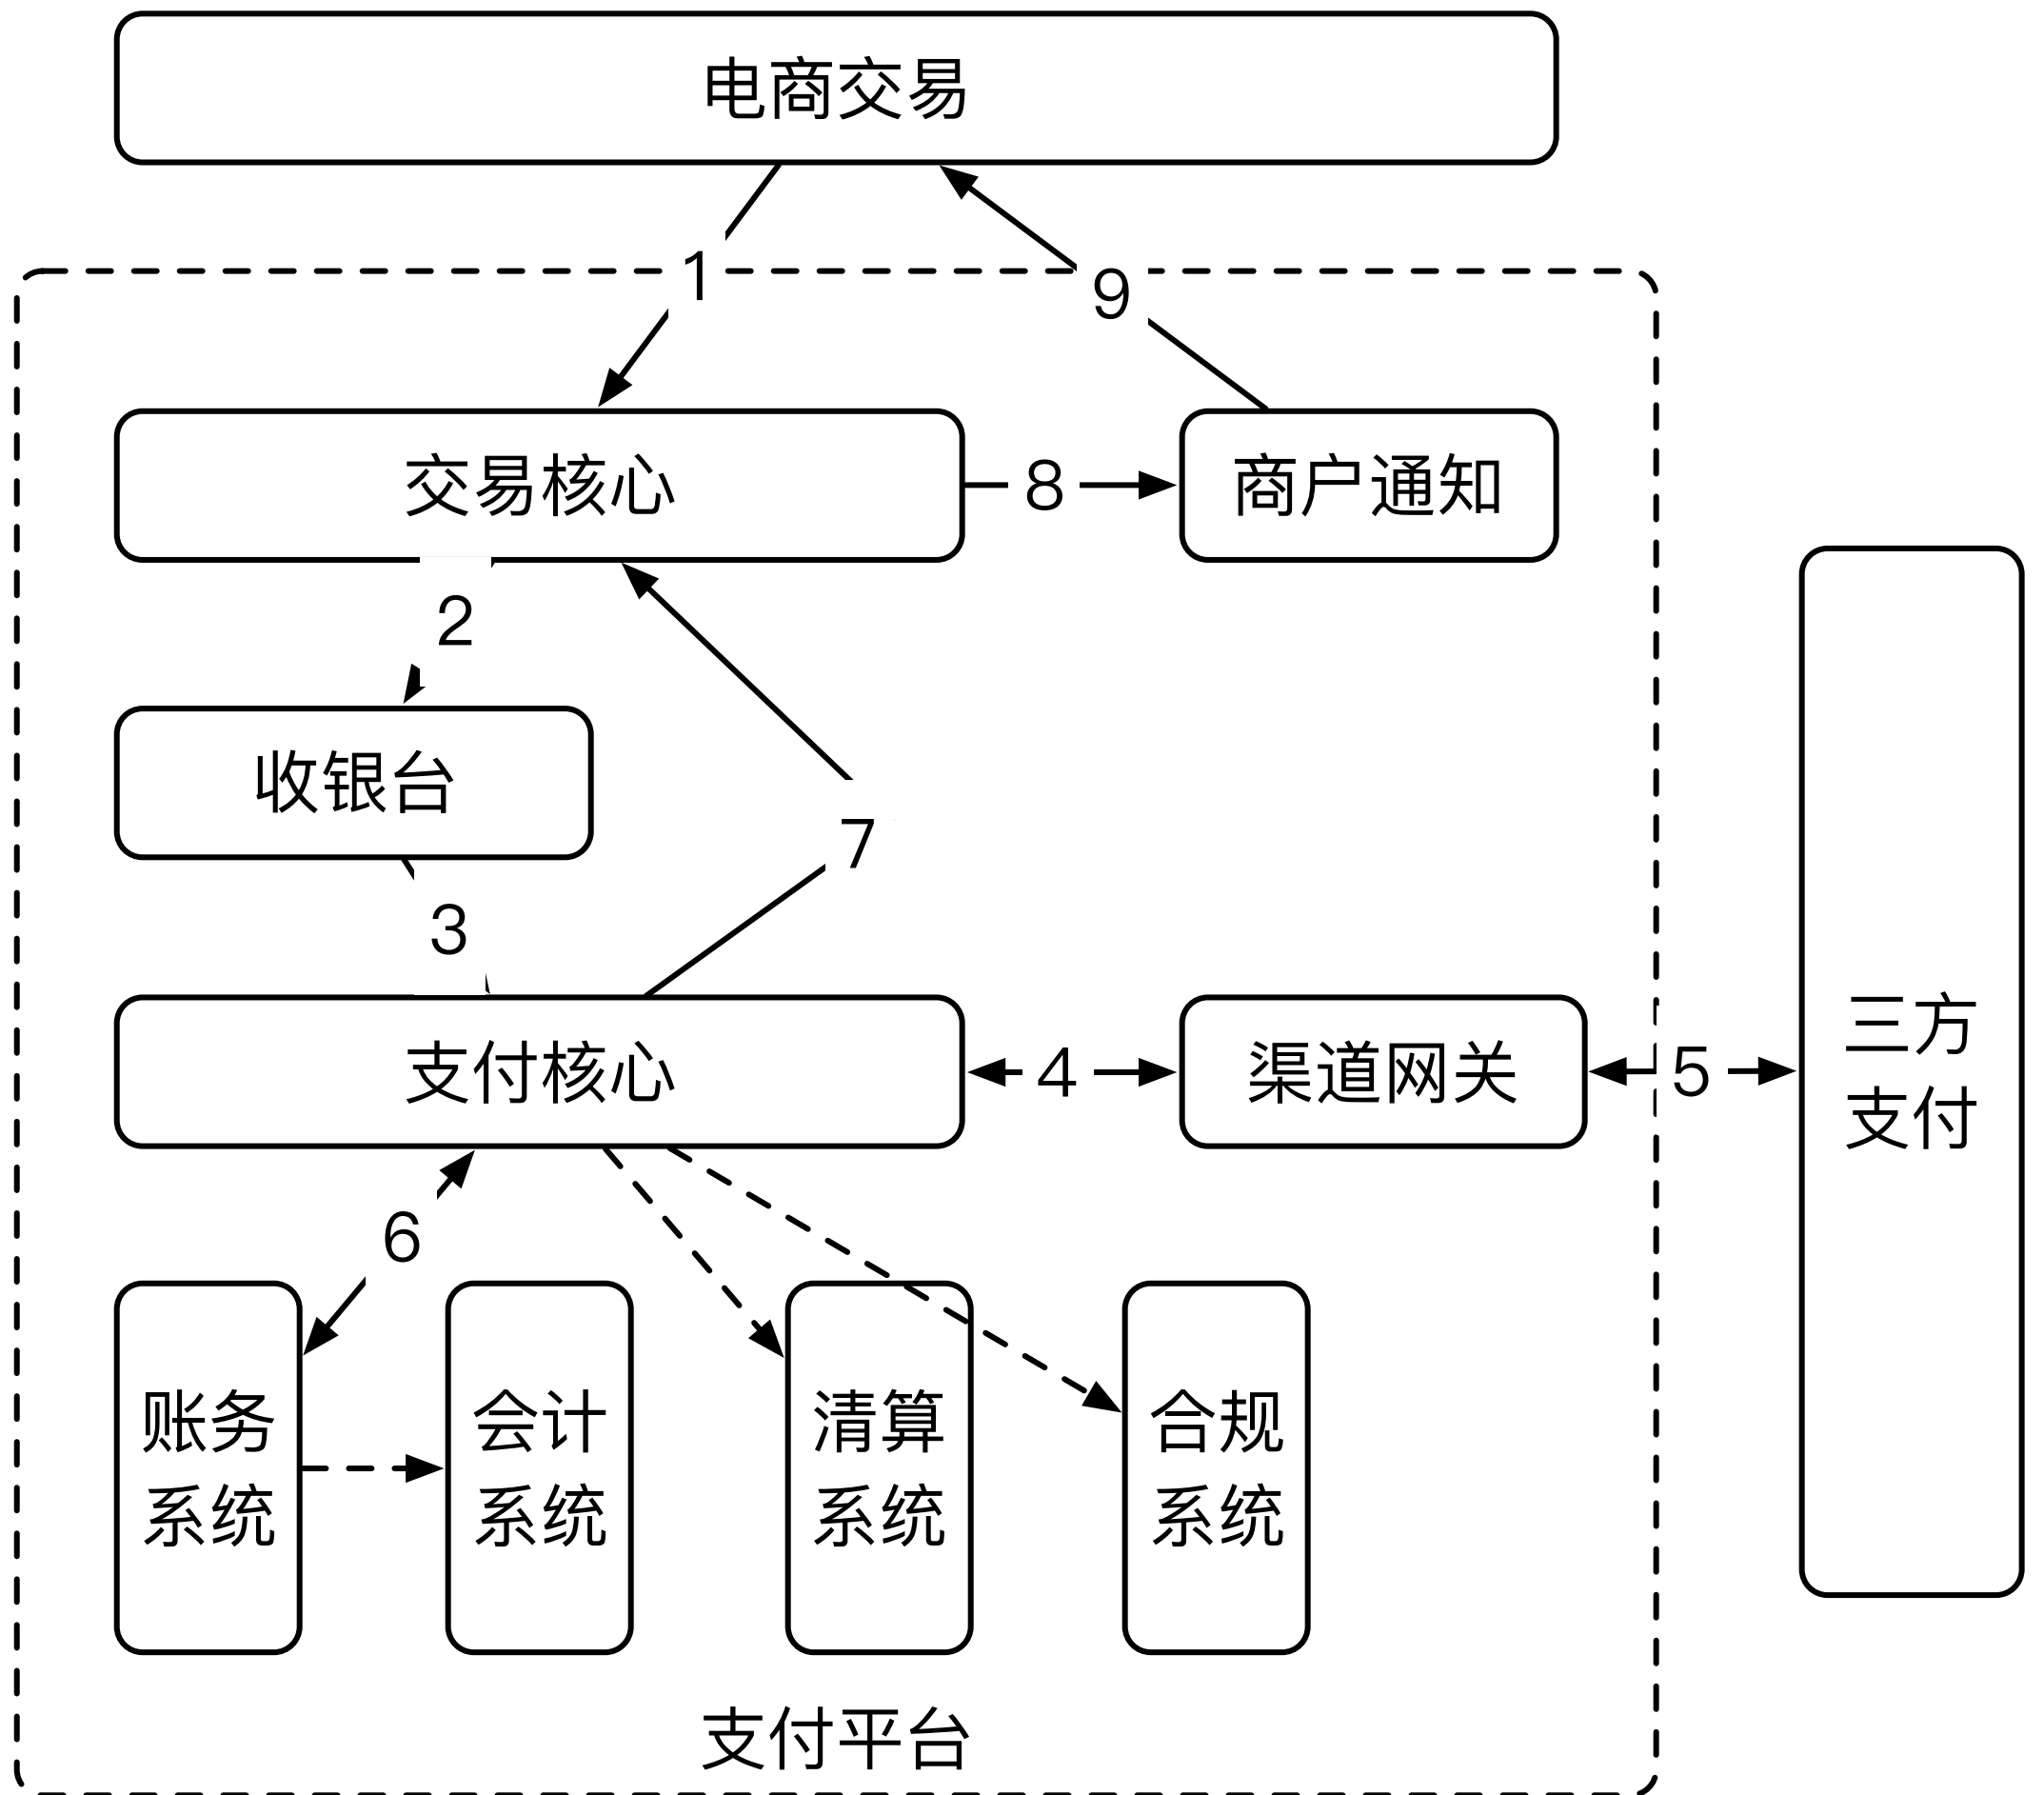 电商交易
1
9
交易核心
8
商户通知
2
收银台
7
3
三方
支付
支付核心
4
渠道网关
5
6
账务
系统
会计
系统
清算
系统
合规
系统
支付平台